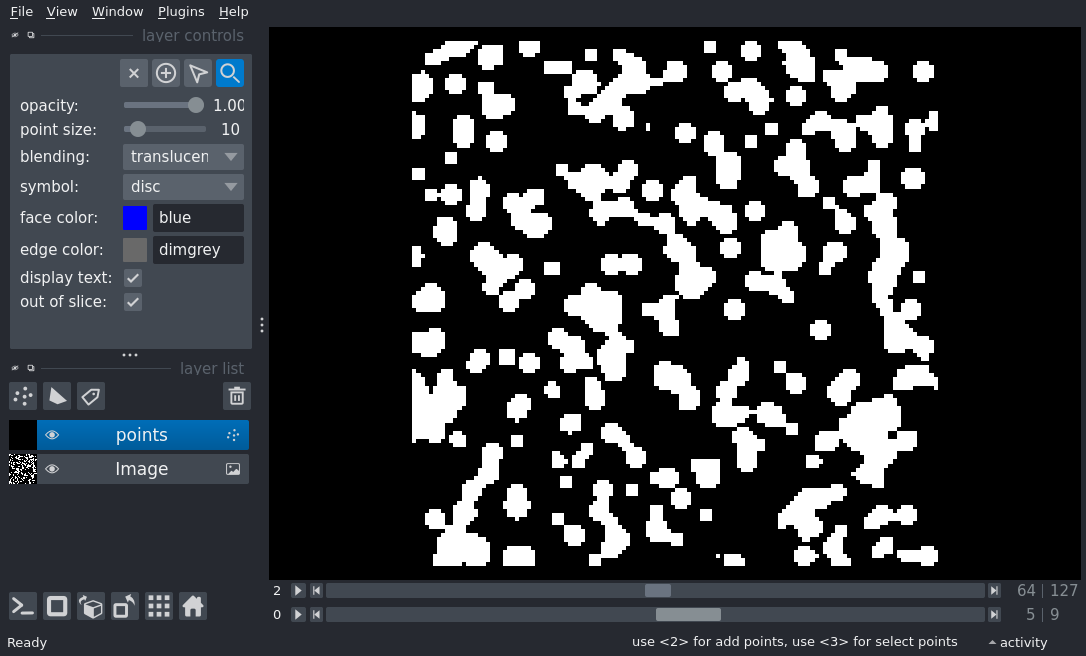 File View Window Plugins Help
layer controls
opacity: 1.00
point size: 10
blending: translucen
symbol: disc
face color: blue
edge color: dimgrey
display text:
out of slice:
layer list
points
Image
2 64 | 127
0 5 | 9
Ready use <2> for add points, use <3> for select points activity